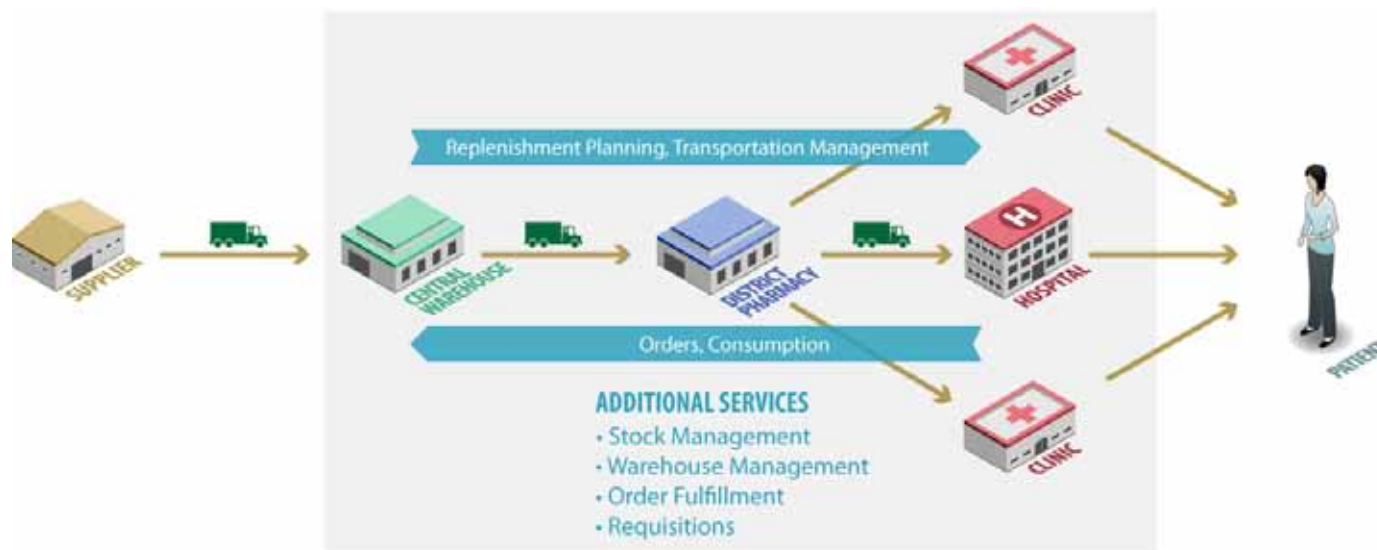 CLINIC
Replenishment Planning, Transportation Management
SUPPLIER
CENTRAL
WAREHOUSE
DISTRICT
PHARMACY
H
HOSPITAL
PATIENT
Orders, Consumption
ADDITIONAL SERVICES
• Stock Management
• Warehouse Management
• Order Fulfillment
• Requisitions
CLINIC